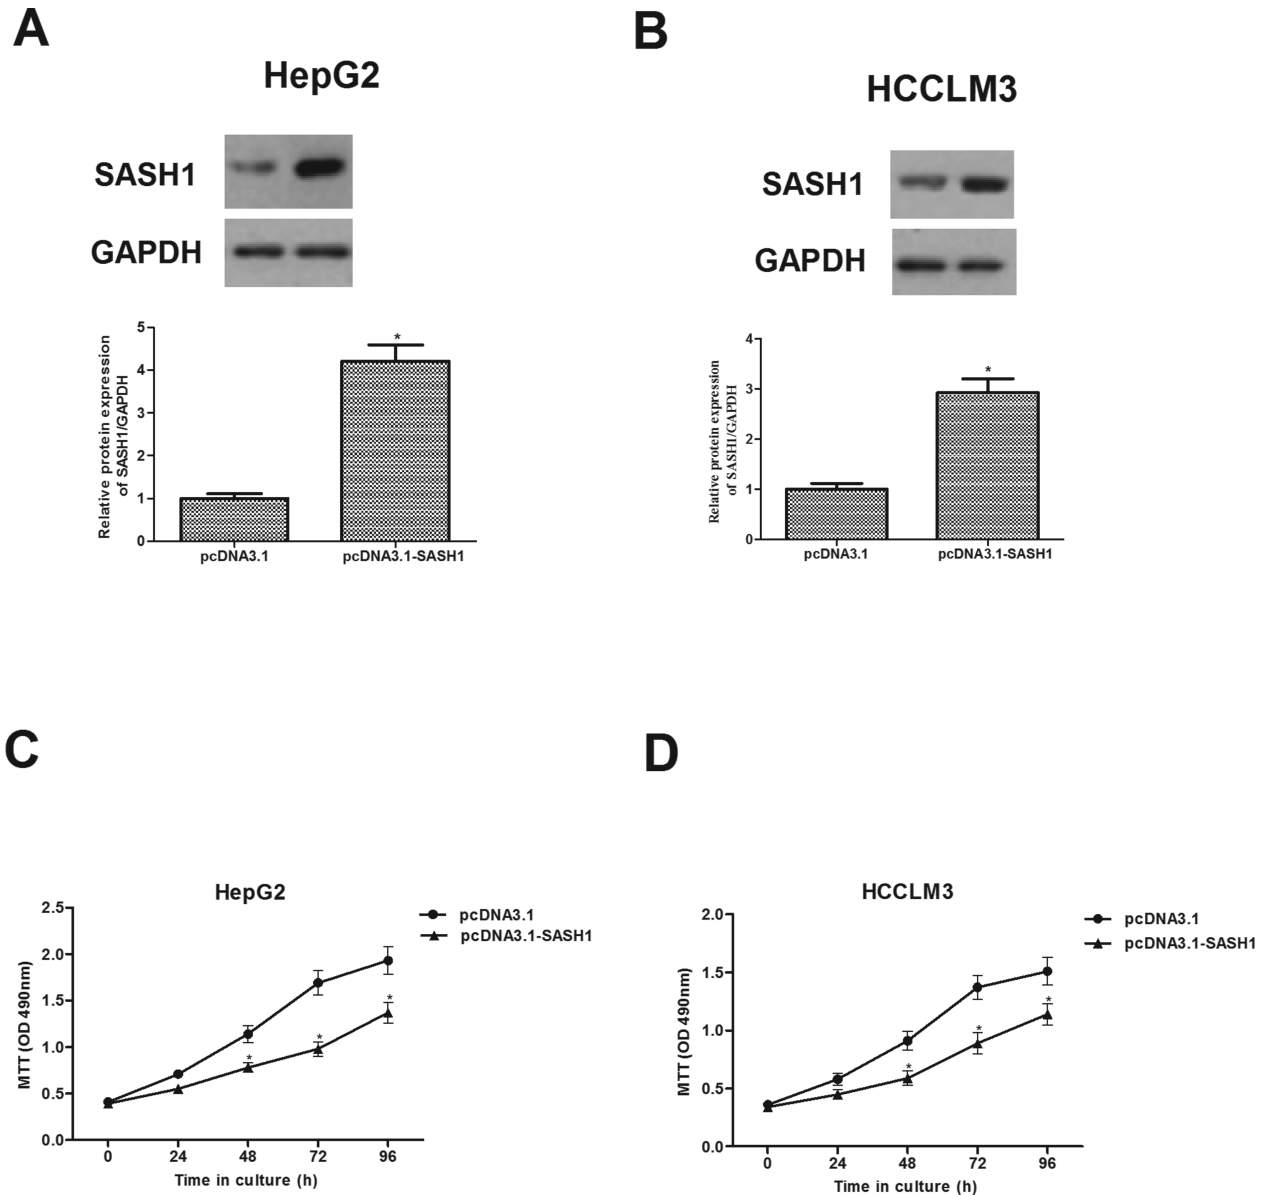 A
HepG2
SASH1
GAPDH
Relative protein expression
of SASH1/GAPDH
5
4
3
2
1
0
*
pcDNA3.1
pcDNA3.1-SASH1
B
HCCLM3
SASH1
GAPDH
Relative protein expression
of SASH1/GAPDH
4
3
2
1
0
*
pcDNA3.1
pcDNA3.1-SASH1
C
HepG2
pcDNA3.1
pcDNA3.1-SASH1
MTT (OD 490nm)
2.5
2.0
1.5
1.0
0.5
0.0
*
*
*
0 24 48 72 96
Time in culture (h)
D
HCCLM3
pcDNA3.1
pcDNA3.1-SASH1
MTT (OD 490nm)
2.0
1.5
1.0
0.5
0.0
*
*
*
0 24 48 72 96
Time in culture (h)